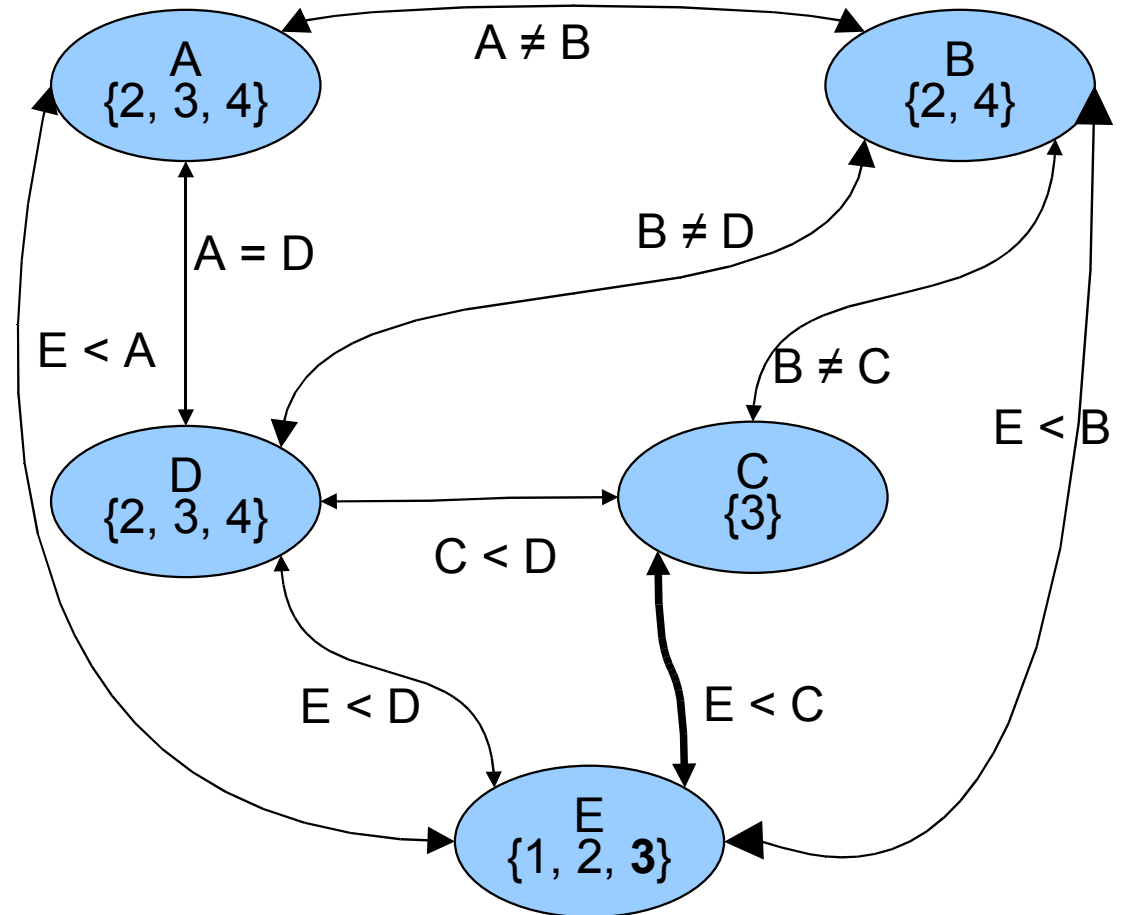 A ≠ B
A
{2, 3, 4}
B
{2, 4}
B ≠ D
A = D
E < A
B ≠ C
E < B
D
{2, 3, 4}
C
{3}
C < D
E < D
E < C
E
{1, 2, 3}